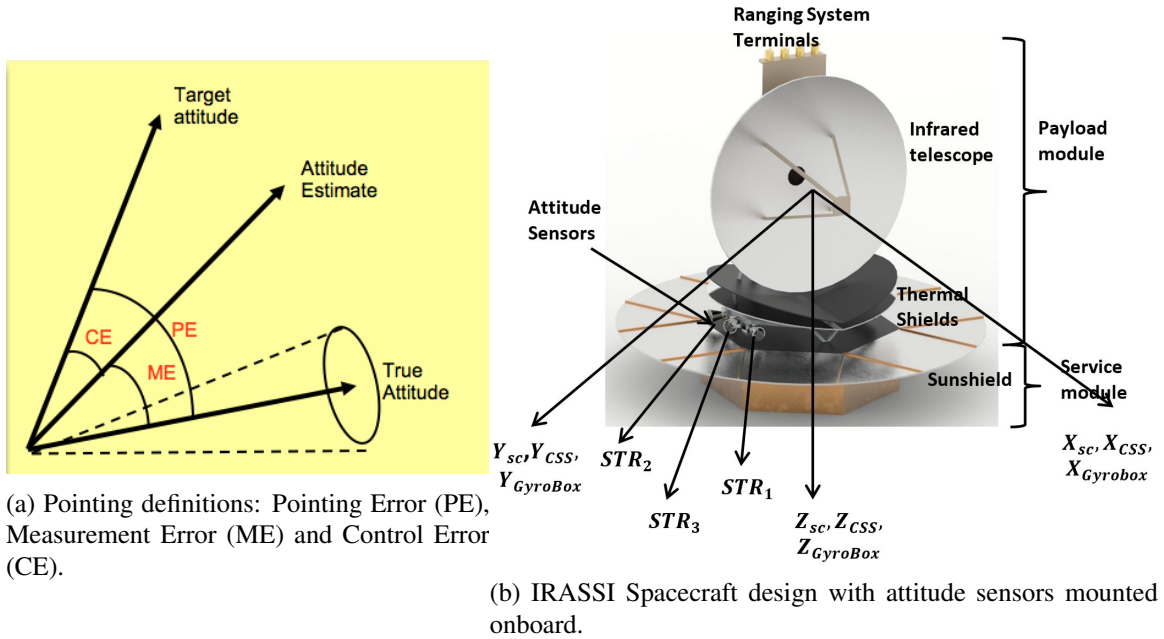 Target
attitude
Attitude
Estimate
CE
PE
ME
True
Attitude
(a) Pointing definitions: Pointing Error (PE),
Measurement Error (ME) and Control Error
(CE).
Ranging System
Terminals
Infrared
telescope
Payload
module
Attitude
Sensors
Thermal
Shields
Sunshield
Service
module
Y_sc, Y_CSS,
Y_GyroBox
STR_2
STR_3
STR_1
Z_sc, Z_CSS,
Z_GyroBox
X_sc, X_CSS,
X_Gyrobox
(b) IRASSI Spacecraft design with attitude sensors mounted
onboard.